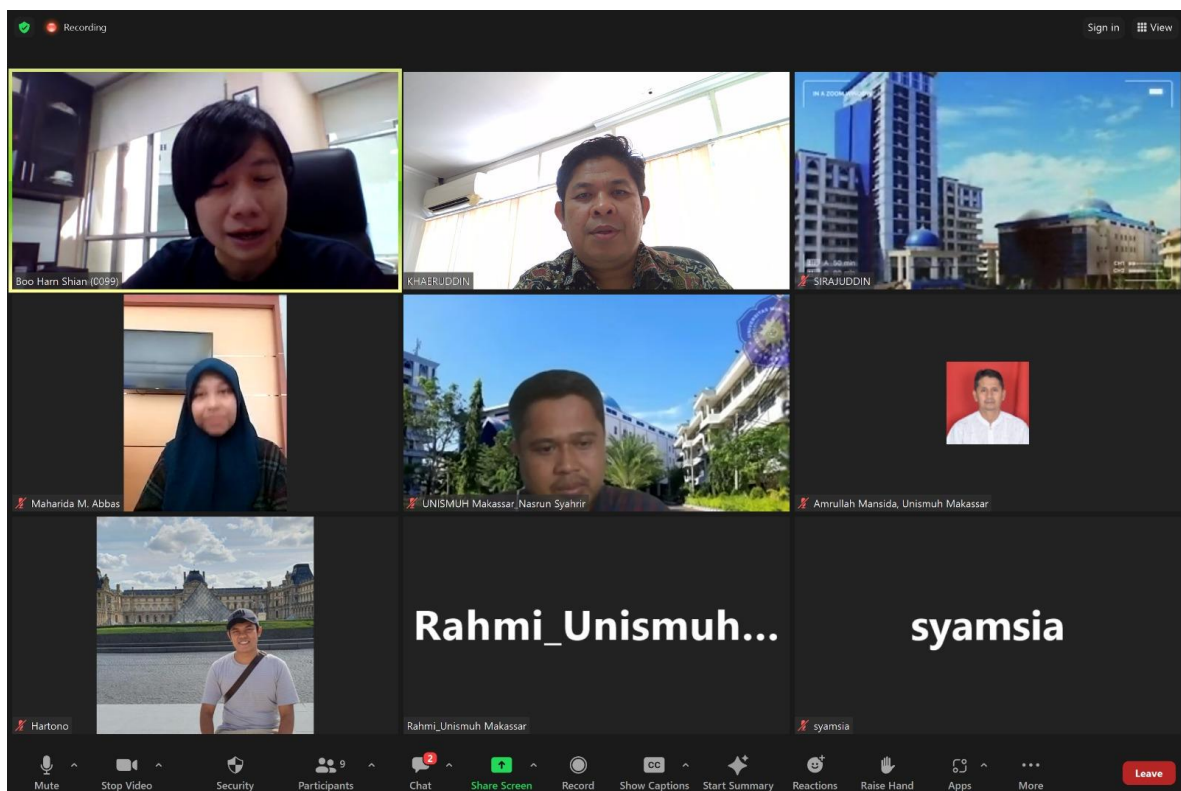 Recording
Sign in
View
Boo Harn Shian (0099)
KHAERUDDIN
IN A ZOOM
SIRAJUDDIN
Maharida M. Abbas
UNISMUH Makassar_Nasrun Syahrir
Amrullah Mansida, Unismuh Makassar
Hartono
Rahmi_Unismuh...
Rahmi_Unismuh Makassar
syamsia
syamsia
Mute
Stop Video
Security
9
Participants
2
Chat
Share Screen
Record
CC
Show Captions
Start Summary
Reactions
Raise Hand
Apps
More
Leave